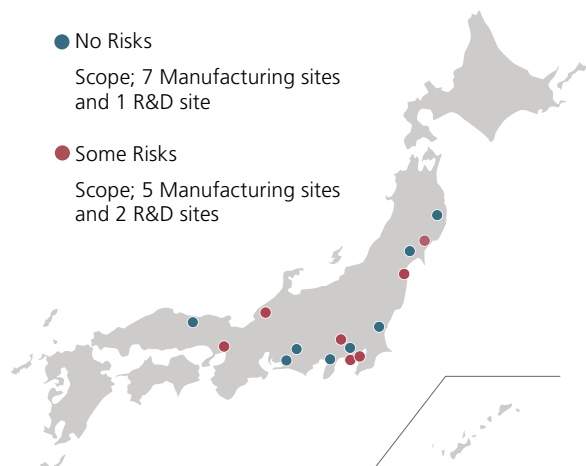 No Risks
Scope; 7 Manufacturing sites
and 1 R&D site
Some Risks
Scope; 5 Manufacturing sites
and 2 R&D sites